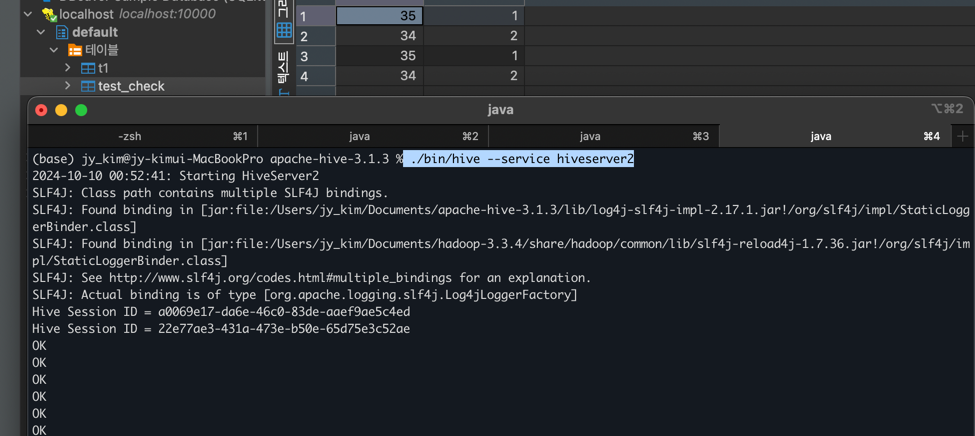 localhost localhost:10000
default
테이블
t1
test_check
텍스트
1 35 1
2 34 2
3 35 1
4 34 2
java
⌥⌘2
-zsh ⌘1 java ⌘2 java ⌘3 java ⌘4 +
(base) jy_kim@jy-kimui-MacBookPro apache-hive-3.1.3 % ./bin/hive --service hiveserver2
2024-10-10 00:52:41: Starting HiveServer2
SLF4J: Class path contains multiple SLF4J bindings.
SLF4J: Found binding in [jar:file:/Users/jy_kim/Documents/apache-hive-3.1.3/lib/log4j-slf4j-impl-2.17.1.jar!/org/slf4j/impl/StaticLogg
erBinder.class]
SLF4J: Found binding in [jar:file:/Users/jy_kim/Documents/hadoop-3.3.4/share/hadoop/common/lib/slf4j-reload4j-1.7.36.jar!/org/slf4j/im
pl/StaticLoggerBinder.class]
SLF4J: See http://www.slf4j.org/codes.html#multiple_bindings for an explanation.
SLF4J: Actual binding is of type [org.apache.logging.slf4j.Log4jLoggerFactory]
Hive Session ID = a0069e17-da6e-46c0-83de-aaef9ae5c4ed
Hive Session ID = 22e77ae3-431a-473e-b50e-65d75e3c52ae
OK
OK
OK
OK
OK
OK